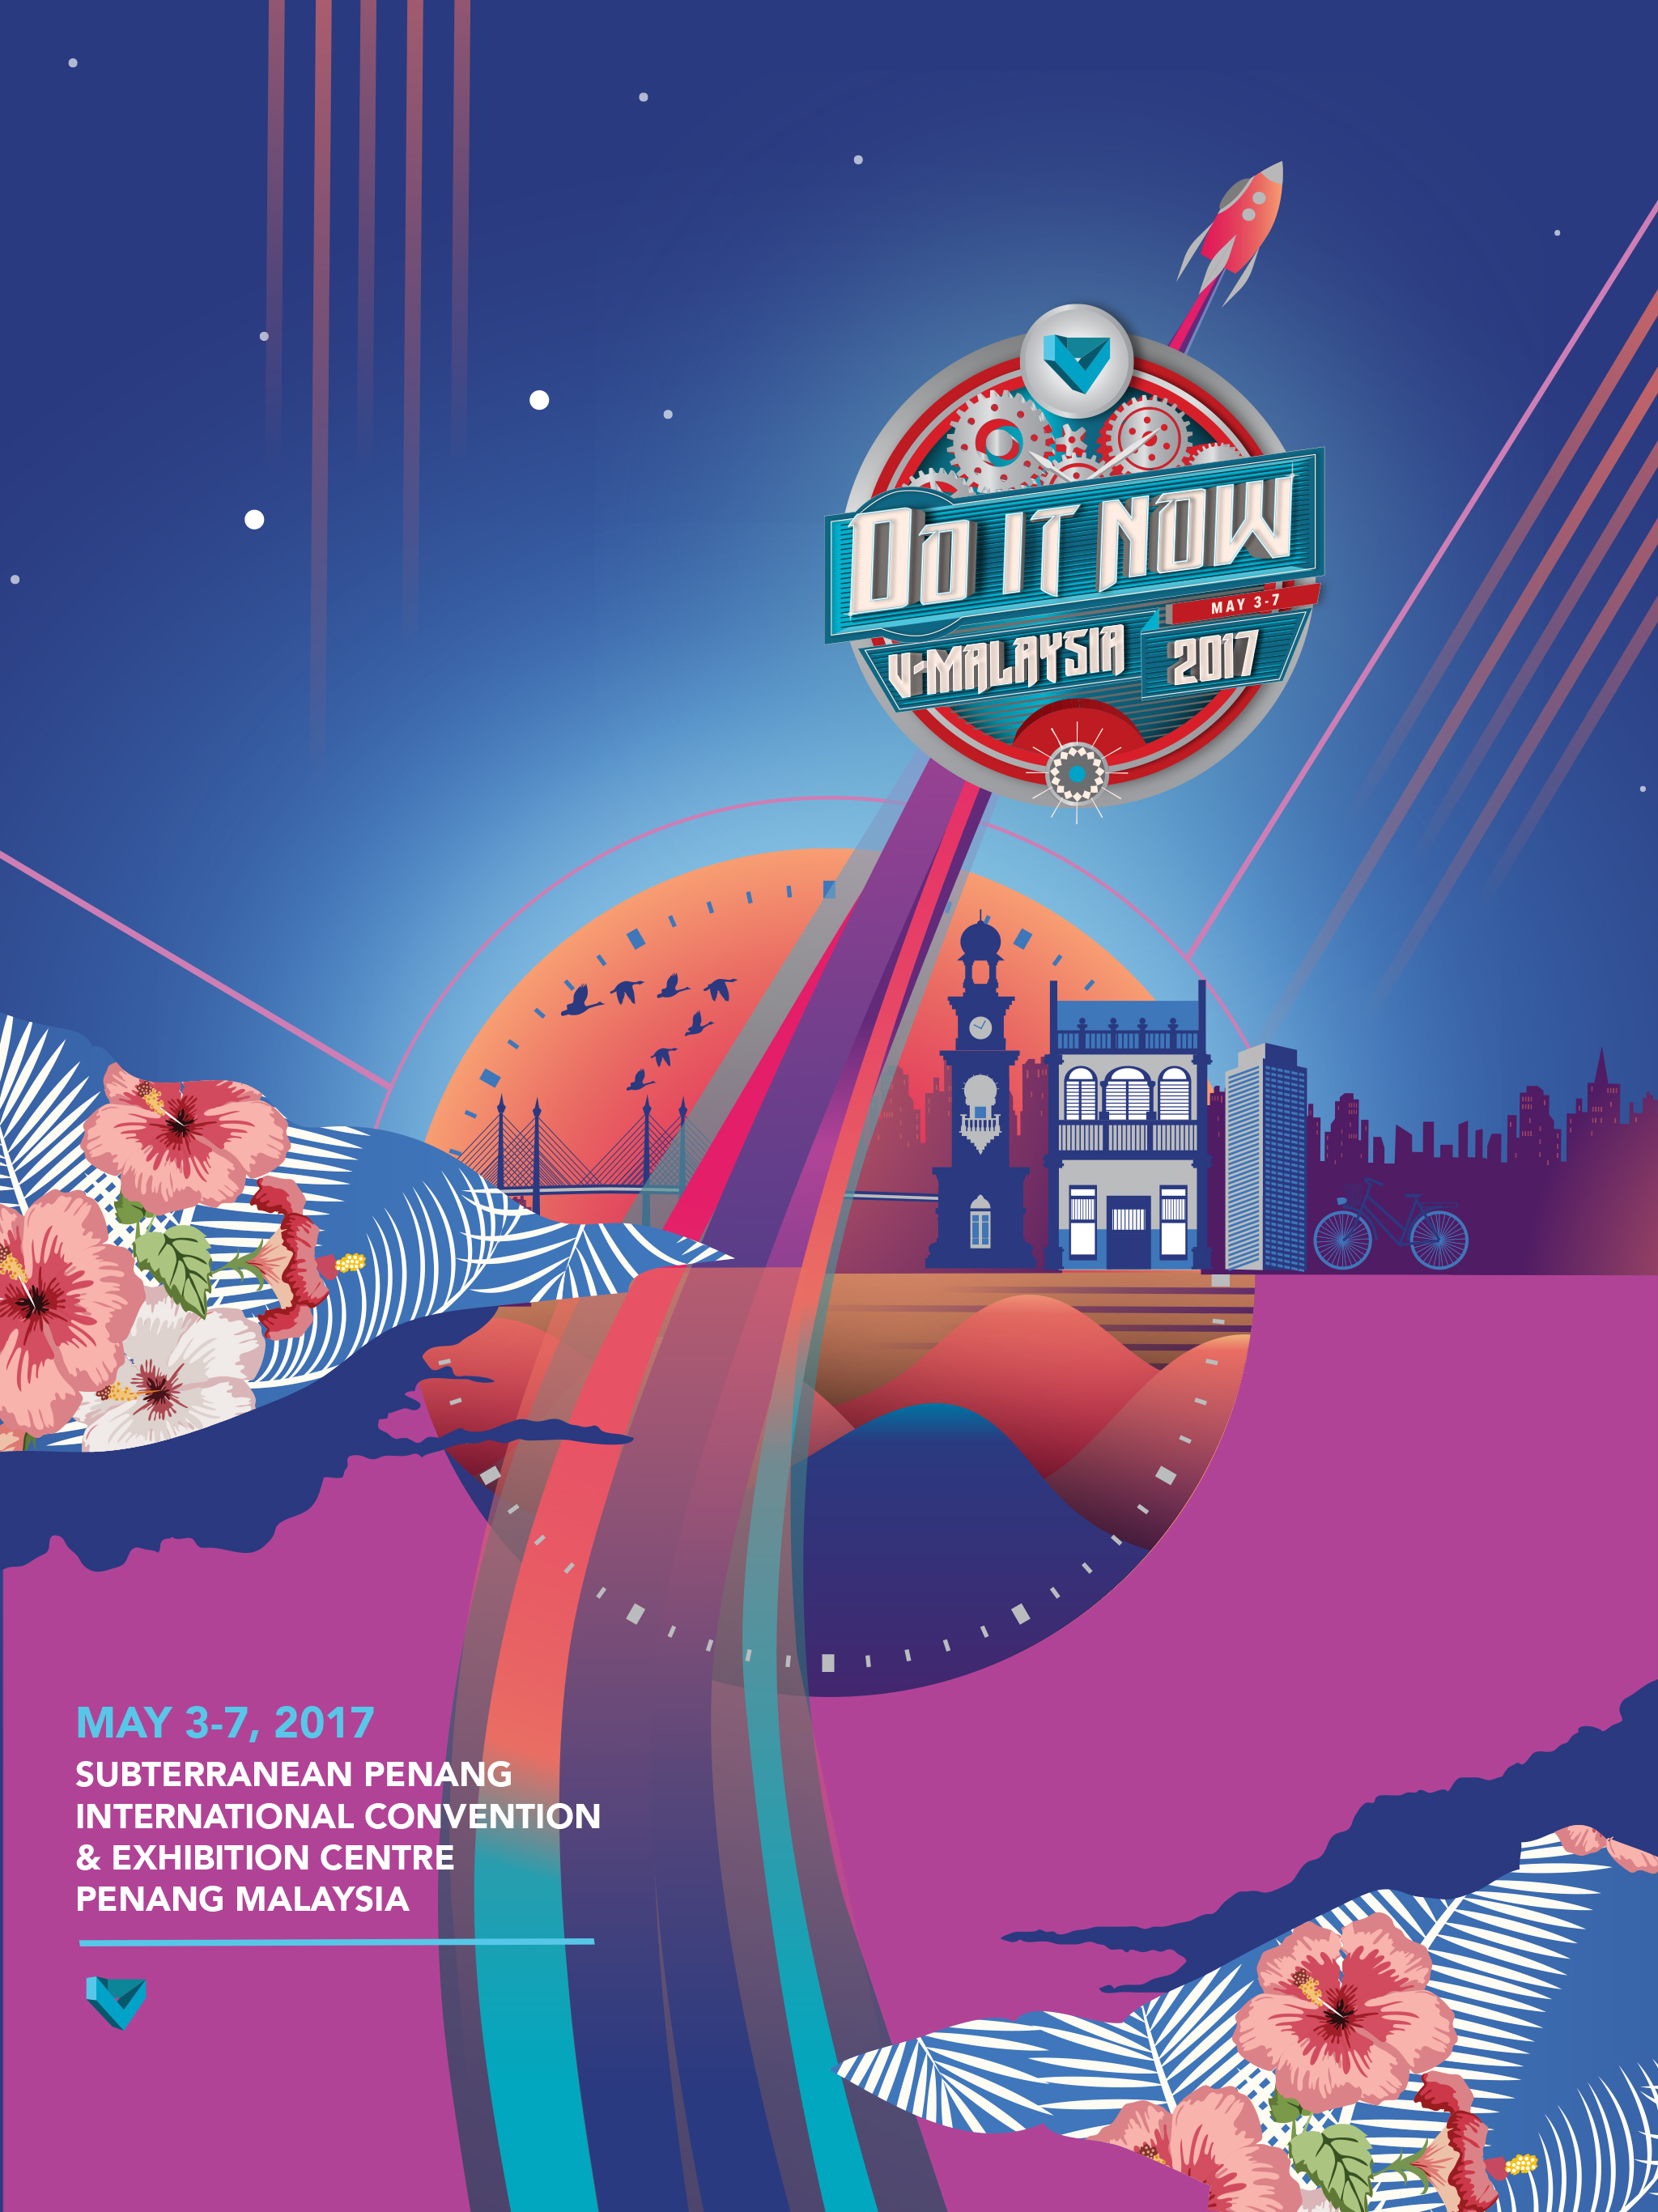 DO IT NOW
MAY 3-7
V-MALAYSIA 2017
MAY 3-7, 2017
SUBTERRANEAN PENANG
INTERNATIONAL CONVENTION
& EXHIBITION CENTRE
PENANG MALAYSIA